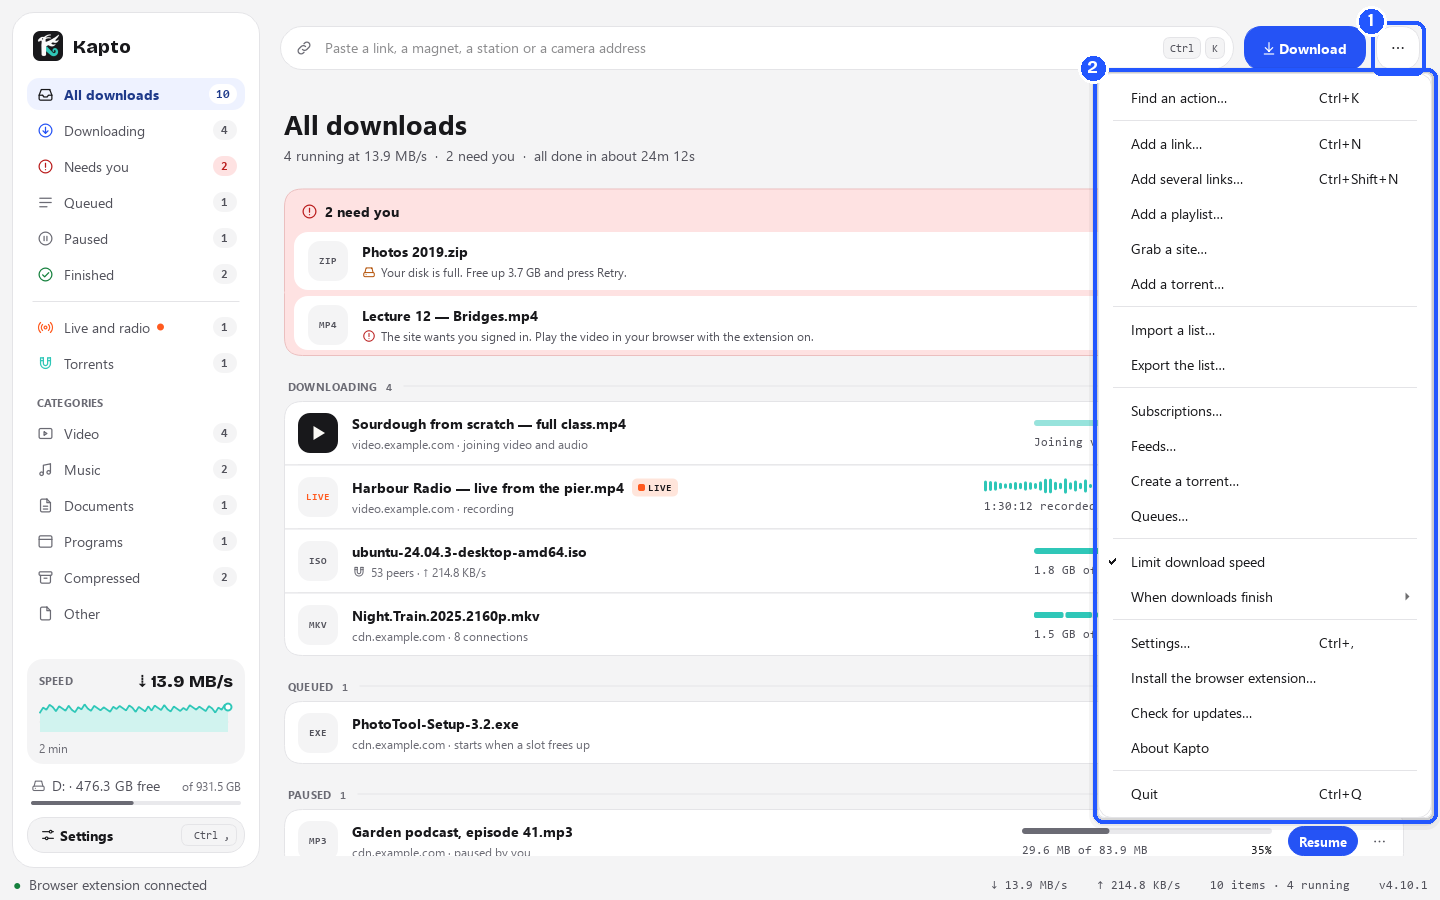 Kapto
All downloads 10
Downloading 4
Needs you 2
Queued 1
Paused 1
Finished 2
Live and radio 1
Torrents 1
CATEGORIES
Video 4
Music 2
Documents 1
Programs 1
Compressed 2
Other
SPEED ↓ 13.9 MB/s
2 min
D: · 476.3 GB free of 931.5 GB
Settings Ctrl ,
Browser extension connected
Paste a link, a magnet, a station or a camera address Ctrl K
Download
1
2
All downloads
4 running at 13.9 MB/s · 2 need you · all done in about 24m 12s
2 need you
ZIP
Photos 2019.zip
Your disk is full. Free up 3.7 GB and press Retry.
MP4
Lecture 12 — Bridges.mp4
The site wants you signed in. Play the video in your browser with the extension on.
DOWNLOADING 4
Sourdough from scratch — full class.mp4
video.example.com · joining video and audio
Joining
LIVE
Harbour Radio — live from the pier.mp4 LIVE
video.example.com · recording
1:30:12 recorded
ISO
ubuntu-24.04.3-desktop-amd64.iso
53 peers · ↑ 214.8 KB/s
1.8 GB of
MKV
Night.Train.2025.2160p.mkv
cdn.example.com · 8 connections
1.5 GB of
QUEUED 1
EXE
PhotoTool-Setup-3.2.exe
cdn.example.com · starts when a slot frees up
PAUSED 1
MP3
Garden podcast, episode 41.mp3
cdn.example.com · paused by you
29.6 MB of 83.9 MB 35%
Resume
Find an action... Ctrl+K
Add a link... Ctrl+N
Add several links... Ctrl+Shift+N
Add a playlist...
Grab a site...
Add a torrent...
Import a list...
Export the list...
Subscriptions...
Feeds...
Create a torrent...
Queues...
Limit download speed
When downloads finish
Settings... Ctrl+,
Install the browser extension...
Check for updates...
About Kapto
Quit Ctrl+Q
↓ 13.9 MB/s ↑ 214.8 KB/s 10 items · 4 running v4.10.1